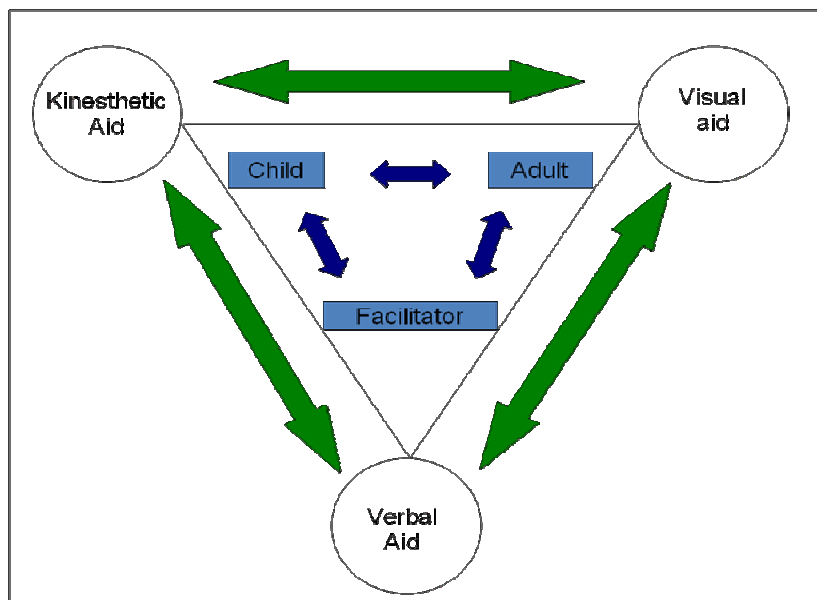 Kinesthetic
Aid
Visual
aid
Child
Adult
Facilitator
Verbal
Aid